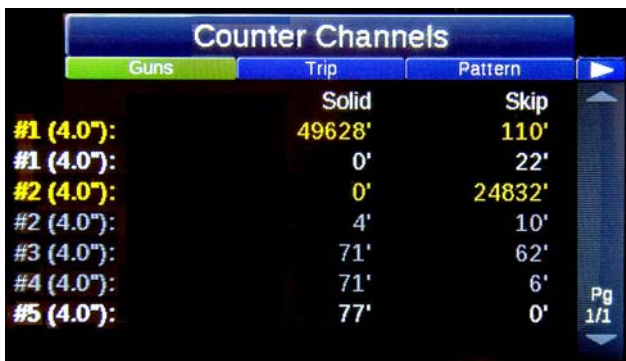 Counter Channels
Guns Trip Pattern
Solid Skip
#1 (4.0"): 49628' 110'
#1 (4.0"): 0' 22'
#2 (4.0"): 0' 24832'
#2 (4.0"): 4' 10'
#3 (4.0"): 71' 62'
#4 (4.0"): 71' 6'
#5 (4.0"): 77' 0'
Pg
1/1